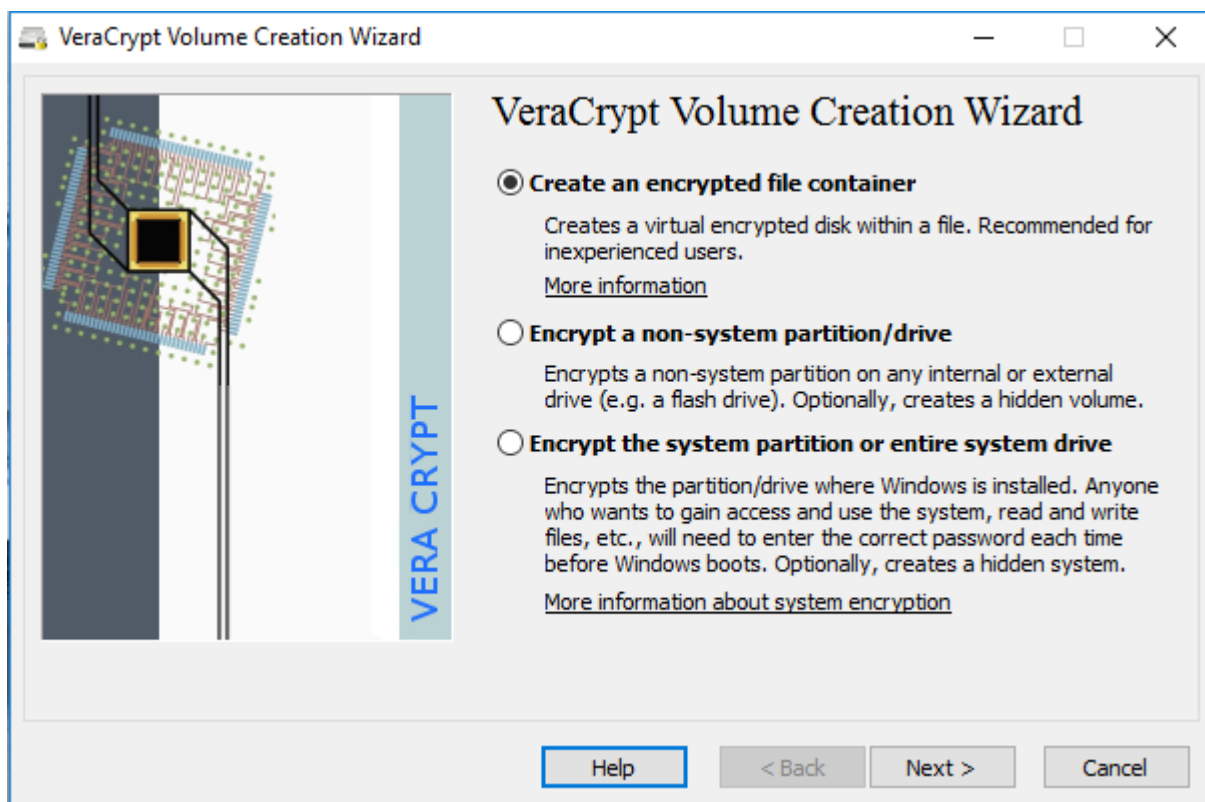 VeraCrypt Volume Creation Wizard
VERA CRYPT
VeraCrypt Volume Creation Wizard
Create an encrypted file container
Creates a virtual encrypted disk within a file. Recommended for
inexperienced users.
More information
Encrypt a non-system partition/drive
Encrypts a non-system partition on any internal or external
drive (e.g. a flash drive). Optionally, creates a hidden volume.
Encrypt the system partition or entire system drive
Encrypts the partition/drive where Windows is installed. Anyone
who wants to gain access and use the system, read and write
files, etc., will need to enter the correct password each time
before Windows boots. Optionally, creates a hidden system.
More information about system encryption
Help
< Back
Next >
Cancel